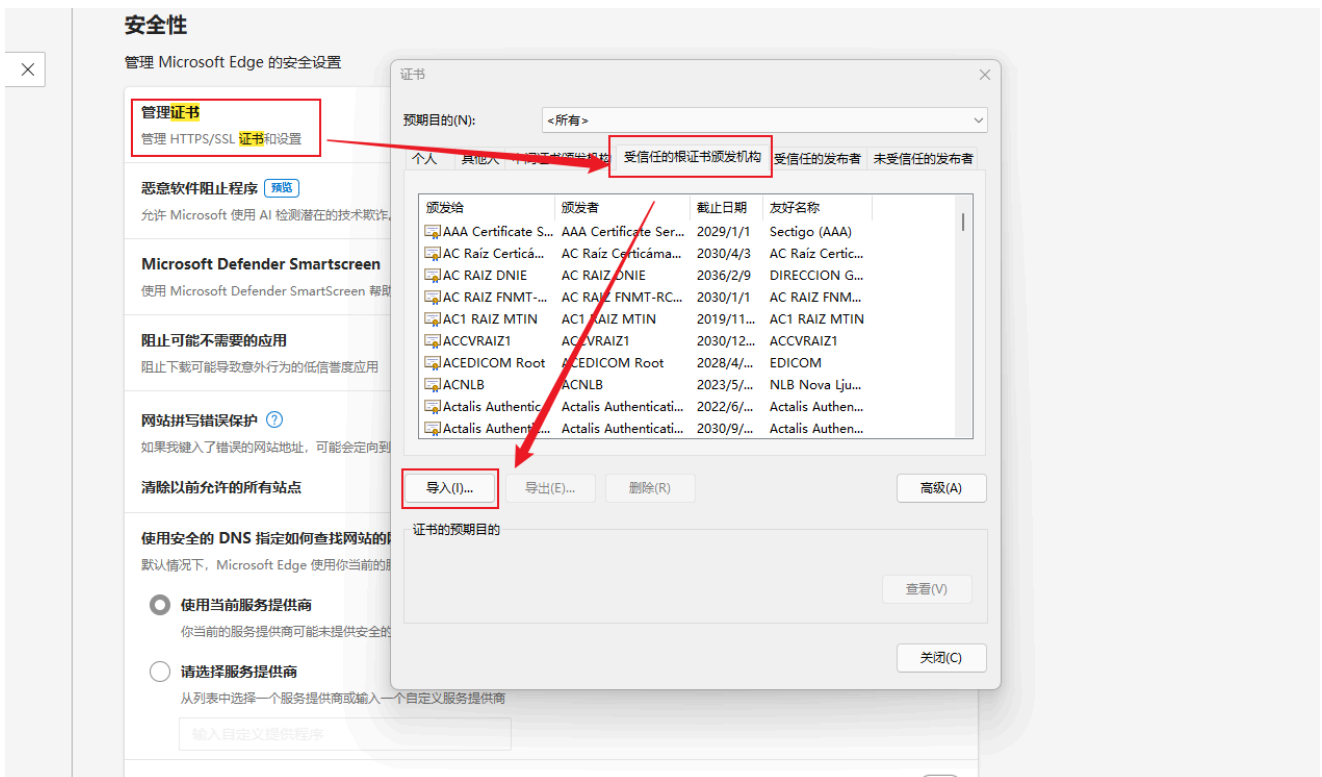 安全性
管理 Microsoft Edge 的安全设置
管理证书
管理 HTTPS/SSL 证书和设置
恶意软件阻止程序 预览
允许 Microsoft 使用 AI 检测潜在的技术欺诈。
Microsoft Defender Smartscreen
使用 Microsoft Defender SmartScreen 帮助
阻止可能不需要的应用
阻止下载可能导致意外行为的低信誉度应用
网站拼写错误保护
如果我键入了错误的网站地址，可能会定向到
清除以前允许的所有站点
使用安全的 DNS 指定如何查找网站的
默认情况下，Microsoft Edge 使用你当前的
使用当前服务提供商
你当前的服务提供商可能未提供安全的
请选择服务提供商
从列表中选择一个服务提供商或输入一个自定义服务提供商
输入自定义提供程序
证书
预期目的(N): <所有>
个人 其他人 中间证书颁发机构 受信任的根证书颁发机构 受信任的发布者 未受信任的发布者
颁发给 颁发者 截止日期 友好名称
AAA Certificate S... AAA Certificate Ser... 2029/1/1 Sectigo (AAA)
AC Raíz Certicá... AC Raíz Certicáma... 2030/4/3 AC Raíz Certic...
AC RAIZ DNIE AC RAIZ DNIE 2036/2/9 DIRECCION G...
AC RAIZ FNMT-... AC RAIZ FNMT-RC... 2030/1/1 AC RAIZ FNM...
AC1 RAIZ MTIN AC1 RAIZ MTIN 2019/11... AC1 RAIZ MTIN
ACCVRAIZ1 ACCVRAIZ1 2030/12... ACCVRAIZ1
ACEDICOM Root ACEDICOM Root 2028/4/... EDICOM
ACNLB ACNLB 2023/5/... NLB Nova Lju...
Actalis Authentic... Actalis Authenticati... 2022/6/... Actalis Authen...
Actalis Authentic... Actalis Authenticati... 2030/9/... Actalis Authen...
导入(I)... 导出(E)... 删除(R) 高级(A)
证书的预期目的
查看(V)
关闭(C)